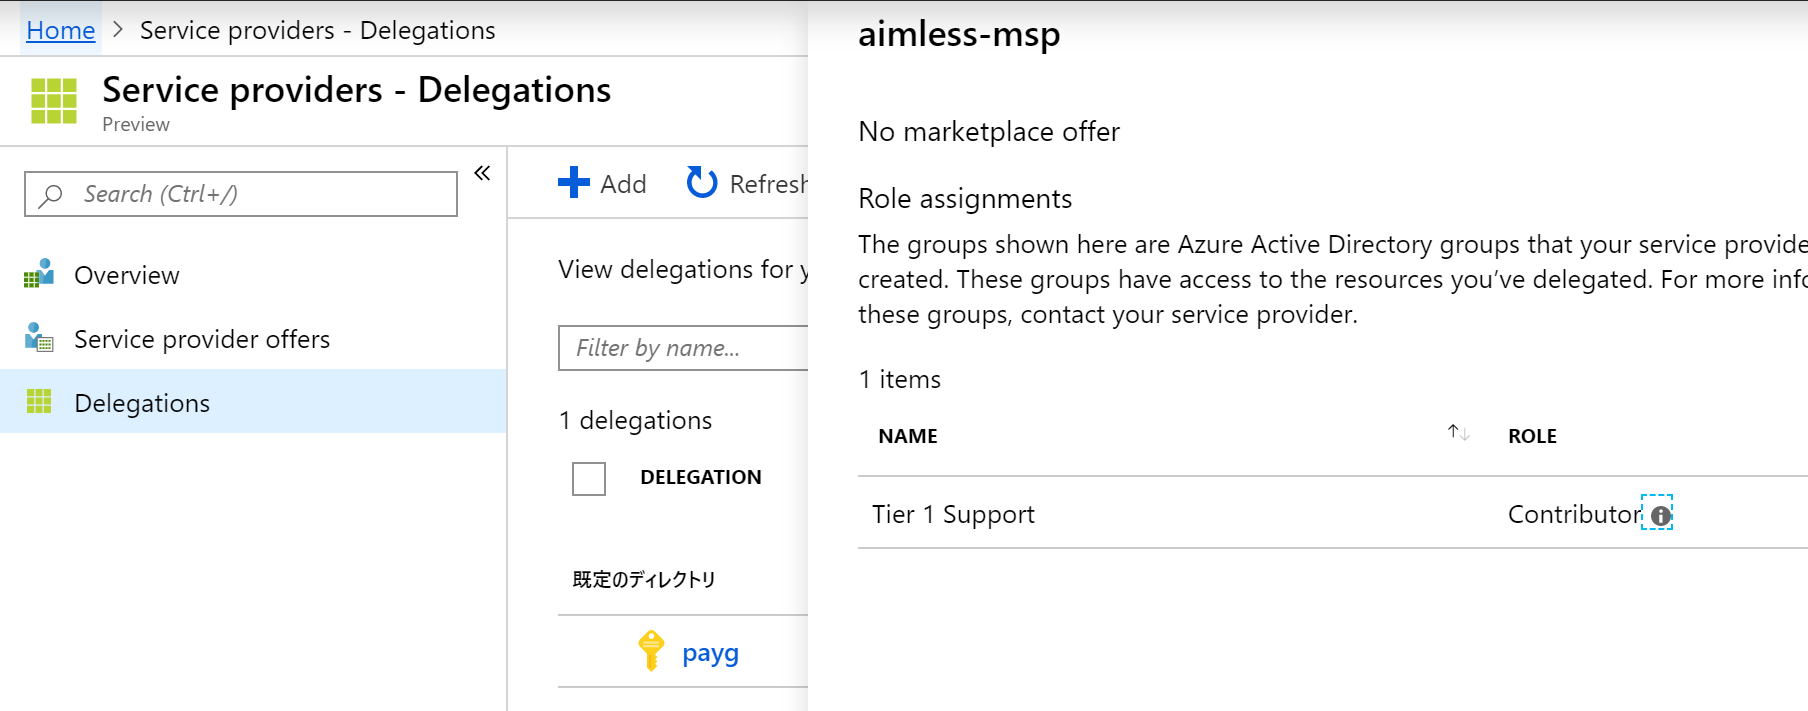 Home > Service providers - Delegations
Service providers - Delegations
Preview
«
Search (Ctrl+/)
Overview
Service provider offers
Delegations
Add Refresh
View delegations for
Filter by name...
1 delegations
DELEGATION
既定のディレクトリ
payg
aimless-msp
No marketplace offer
Role assignments
The groups shown here are Azure Active Directory groups that your service provide
created. These groups have access to the resources you’ve delegated. For more info
these groups, contact your service provider.
1 items
NAME ↑↓ ROLE
Tier 1 Support Contributor